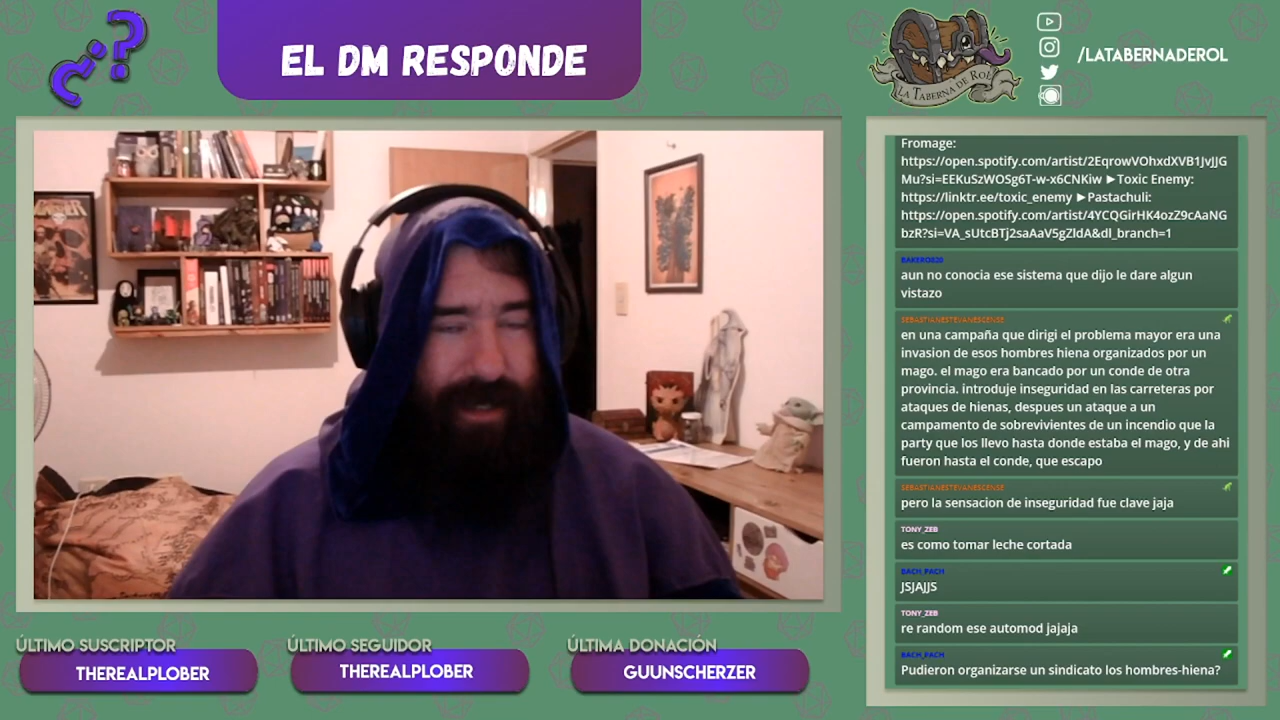 EL DM RESPONDE
LA TABERNA DE ROL
/LATABERNADEROL
Fromage:
https://open.spotify.com/artist/2EqrowVOhxdXVB1JvJJG
Mu?si=EEKuSzWOSg6T-w-x6CNKiw ►Toxic Enemy:
https://linktr.ee/toxic_enemy ►Pastachuli:
https://open.spotify.com/artist/4YCQGirHK4ozZ9cAaNG
bzR?si=VA_sUtcBTj2saAaV5gZldA&dl_branch=1
BAKERO820
aun no conocia ese sistema que dijo le dare algun
vistazo
SEBASTIANESTEVANESCENSE
en una campaña que dirigi el problema mayor era una
invasion de esos hombres hiena organizados por un
mago. el mago era bancado por un conde de otra
provincia. introduje inseguridad en las carreteras por
ataques de hienas, despues un ataque a un
campamento de sobrevivientes de un incendio que la
party que los llevo hasta donde estaba el mago, y de ahi
fueron hasta el conde, que escapo
SEBASTIANESTEVANESCENSE
pero la sensacion de inseguridad fue clave jaja
TONY_ZEB
es como tomar leche cortada
BACH_PACH
JSJAJJS
TONY_ZEB
re random ese automod jajaja
BACH_PACH
Pudieron organizarse un sindicato los hombres-hiena?
ÚLTIMO SUSCRIPTOR
THEREALPLOBER
ÚLTIMO SEGUIDOR
THEREALPLOBER
ÚLTIMA DONACIÓN
GUUNSCHERZER